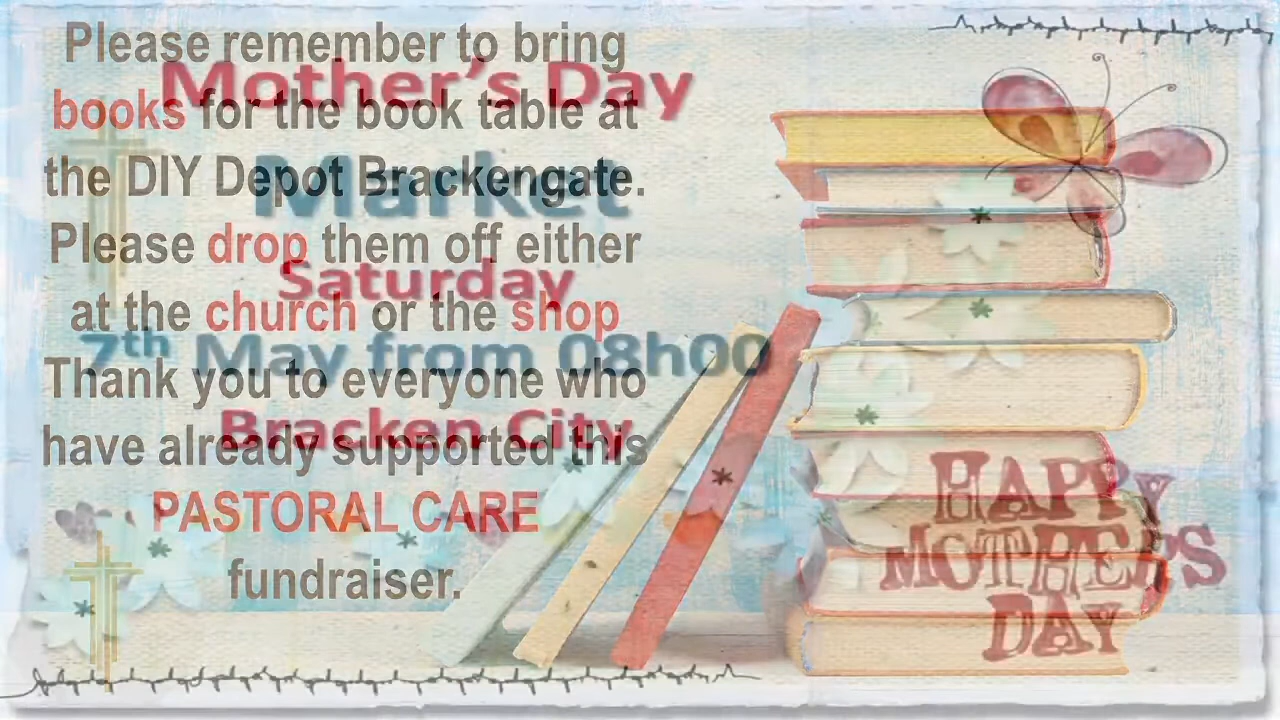 Please remember to bring
books for the book table at
the DIY Depot Brackengate.
Please drop them off either
at the church or the shop
Thank you to everyone who
have already supported this
PASTORAL CARE
fundraiser.
Mother's Day
Market
Saturday
7th May from 08h00
Bracken City
HAPPY
MOTHER'S
DAY